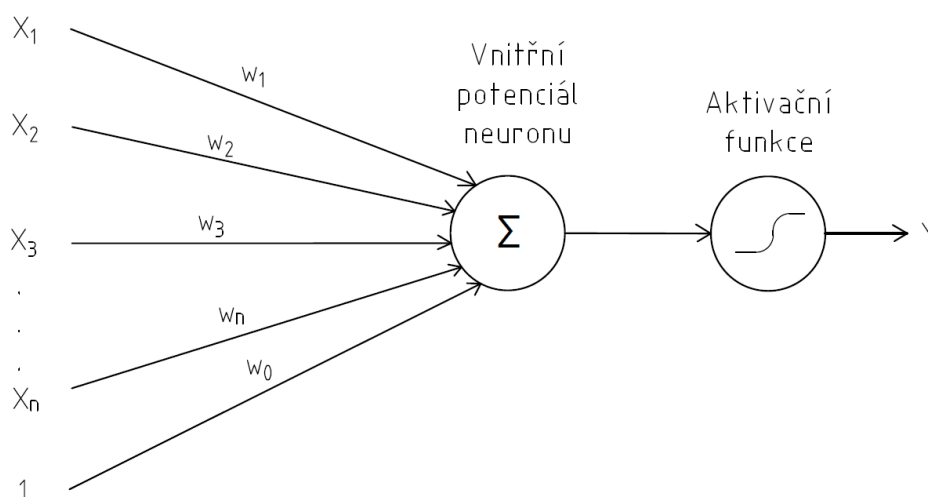 X₁
w₁
Vnitřní
potenciál
neuronu
Aktivační
funkce
X₂
w₂
X₃
w₃
Σ
.
.
.
wₙ
Xₙ
w₀
1